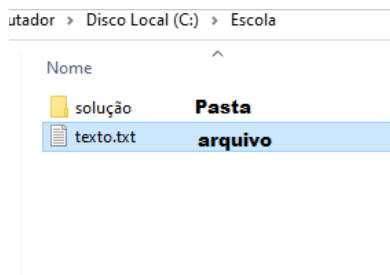 utador > Disco Local (C:) > Escola
Nome
solução Pasta
texto.txt arquivo